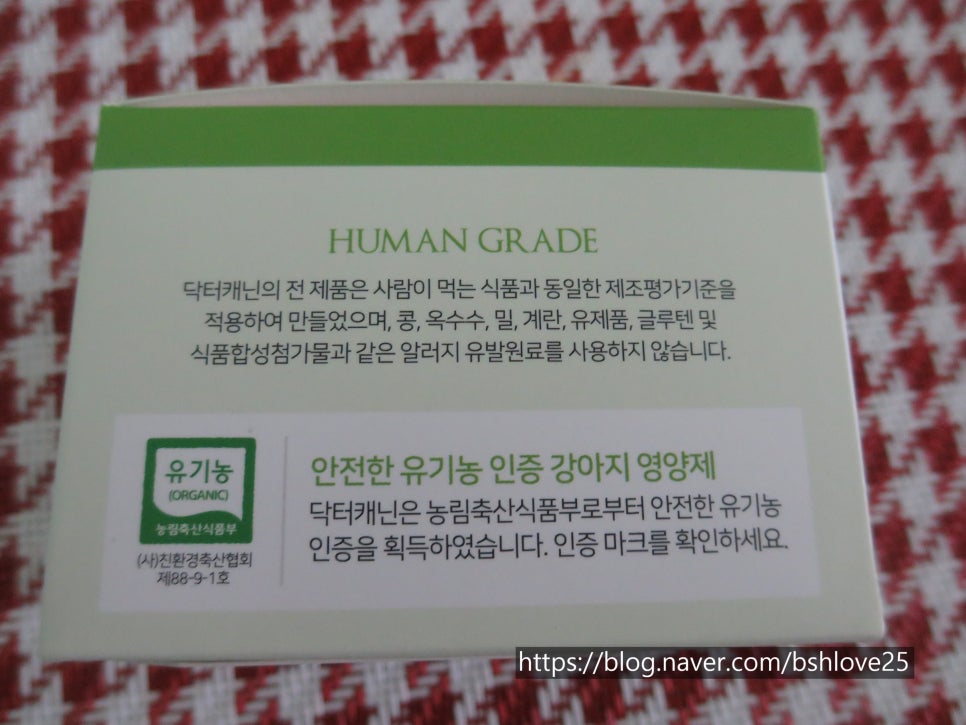 HUMAN GRADE
닥터캐닌의 전 제품은 사람이 먹는 식품과 동일한 제조평가기준을
적용하여 만들었으며, 콩, 옥수수, 밀, 계란, 유제품, 글루텐 및
식품합성첨가물과 같은 알러지 유발원료를 사용하지 않습니다.
유기농
(ORGANIC)
농림축산식품부
(사)친환경축산협회
제88-9-1호
안전한 유기농 인증 강아지 영양제
닥터캐닌은 농림축산식품부로부터 안전한 유기농
인증을 획득하였습니다. 인증 마크를 확인하세요.
https://blog.naver.com/bshlove25